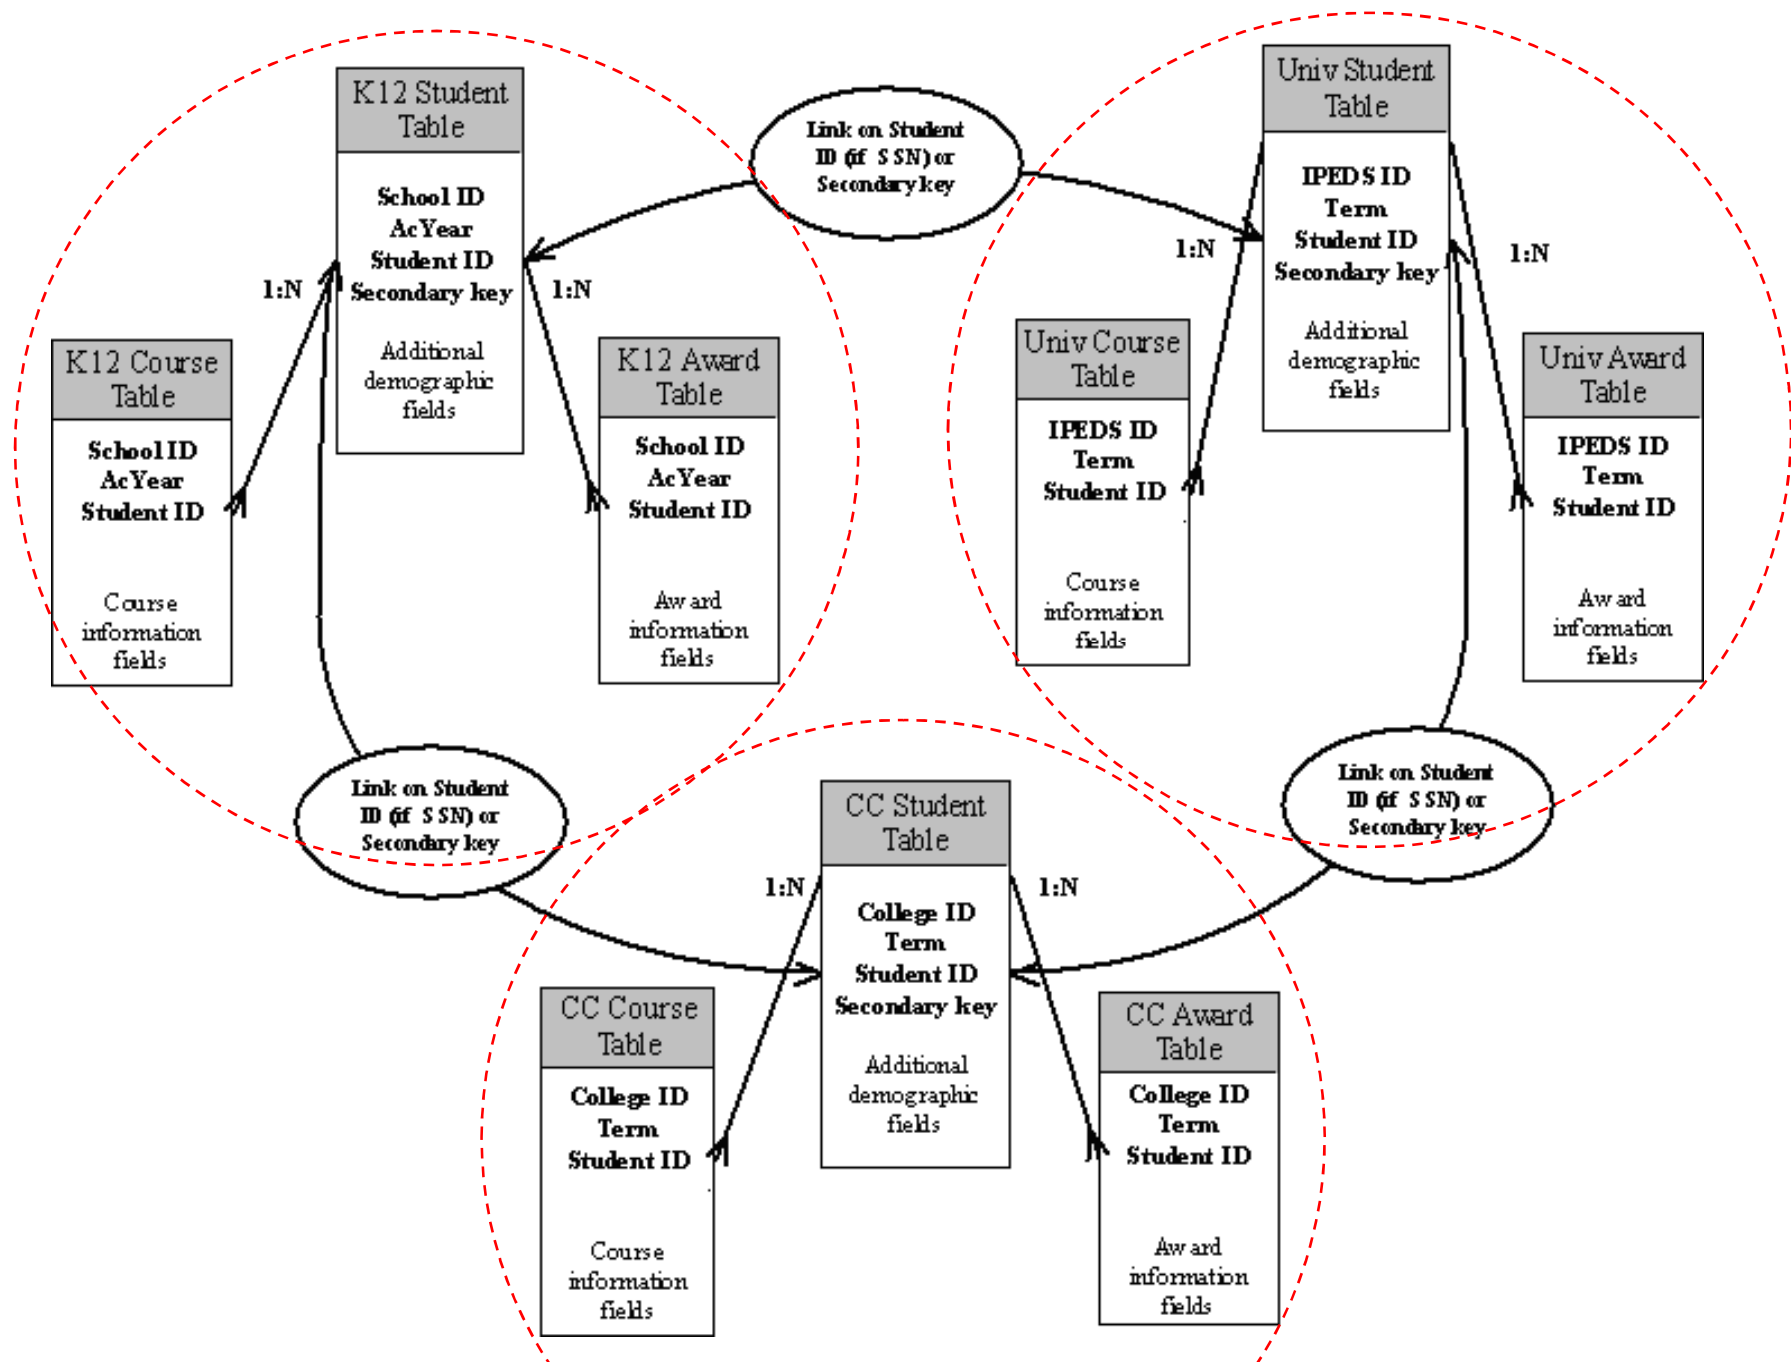 K12 Student
Table
School ID
AcYear
Student ID
Secondary key
Additional
demographic
fields
1:N
1:N
K12 Course
Table
School ID
AcYear
Student ID
Course
information
fields
K12 Award
Table
School ID
AcYear
Student ID
Award
information
fields
Link on Student
ID (if SSN) or
Secondary key
Univ Student
Table
IPEDS ID
Term
Student ID
Secondary key
Additional
demographic
fields
1:N
1:N
Univ Course
Table
IPEDS ID
Term
Student ID
Course
information
fields
Univ Award
Table
IPEDS ID
Term
Student ID
Award
information
fields
Link on Student
ID (if SSN) or
Secondary key
Link on Student
ID (if SSN) or
Secondary key
CC Student
Table
College ID
Term
Student ID
Secondary key
Additional
demographic
fields
1:N
1:N
CC Course
Table
College ID
Term
Student ID
Course
information
fields
CC Award
Table
College ID
Term
Student ID
Award
information
fields